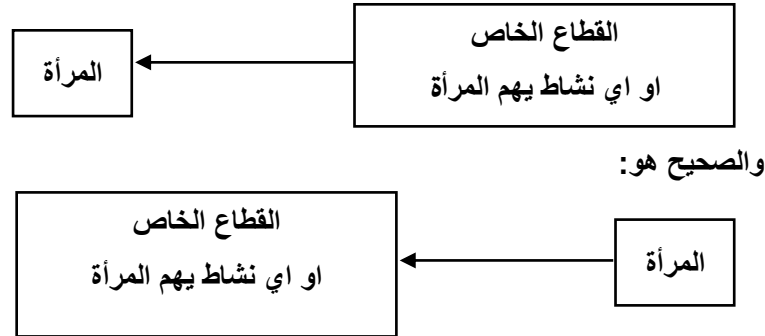 القطاع الخاص
او اي نشاط يهم المرأة
المرأة
والصحيح هو:
المرأة
القطاع الخاص
او اي نشاط يهم المرأة